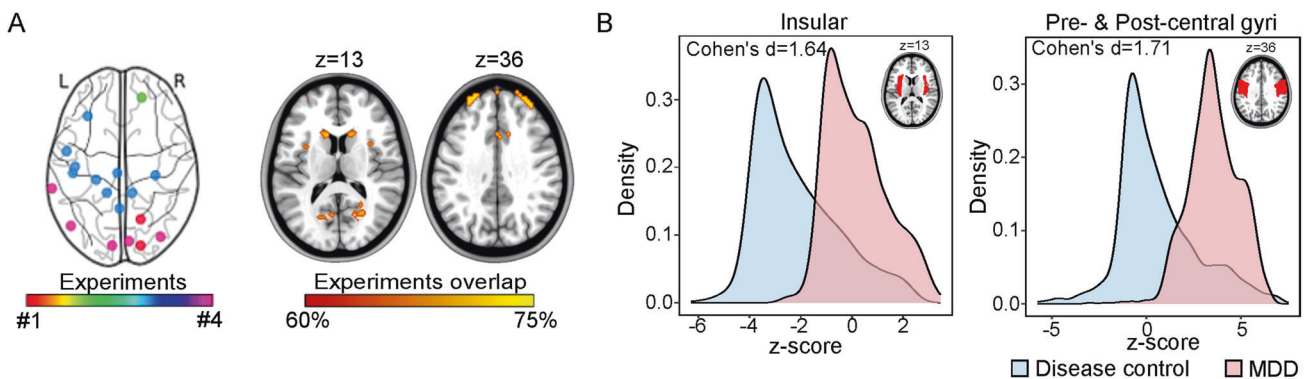 A
L R
z=13 z=36
Experiments
#1 #4
Experiments overlap
60% 75%
B
Insular
Cohen's d=1.64
z=13
Density
0.3
0.2
0.1
0.0
-6 -4 -2 0 2
z-score
Pre- & Post-central gyri
Cohen's d=1.71
z=36
Density
0.3
0.2
0.1
0.0
-5 0 5
z-score
Disease control MDD